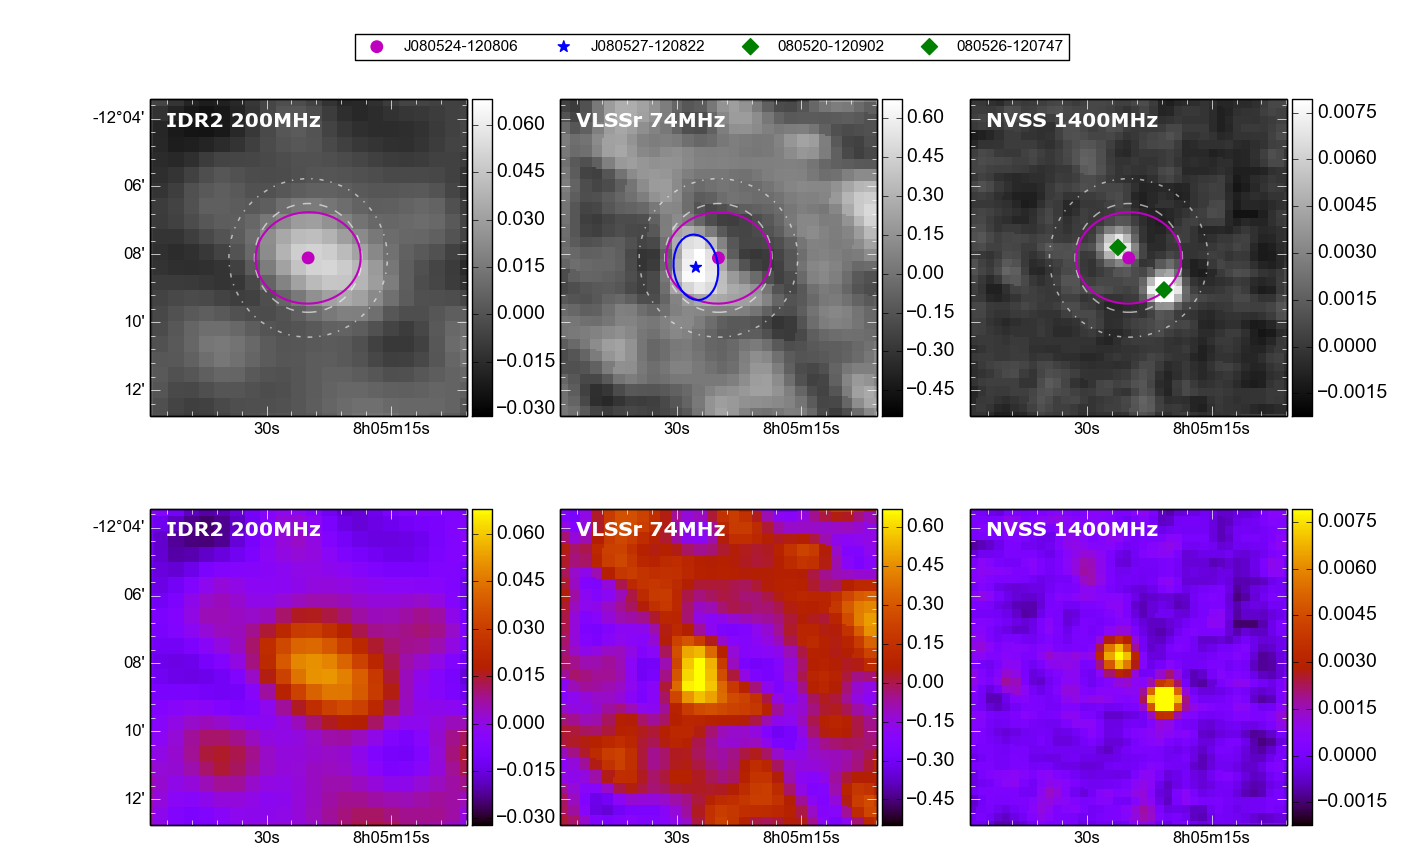 J080524-120806 J080527-120822 080520-120902 080526-120747
IDR2 200MHz VLSSr 74MHz NVSS 1400MHz
-12°04' 06' 08' 10' 12'
0.060 0.045 0.030 0.015 0.000 −0.015 −0.030
0.60 0.45 0.30 0.15 0.00 −0.15 −0.30 −0.45
0.0075 0.0060 0.0045 0.0030 0.0015 0.0000 −0.0015
30s 8h05m15s 30s 8h05m15s 30s 8h05m15s
IDR2 200MHz VLSSr 74MHz NVSS 1400MHz
-12°04' 06' 08' 10' 12'
0.060 0.045 0.030 0.015 0.000 −0.015 −0.030
0.60 0.45 0.30 0.15 0.00 −0.15 −0.30 −0.45
0.0075 0.0060 0.0045 0.0030 0.0015 0.0000 −0.0015
30s 8h05m15s 30s 8h05m15s 30s 8h05m15s